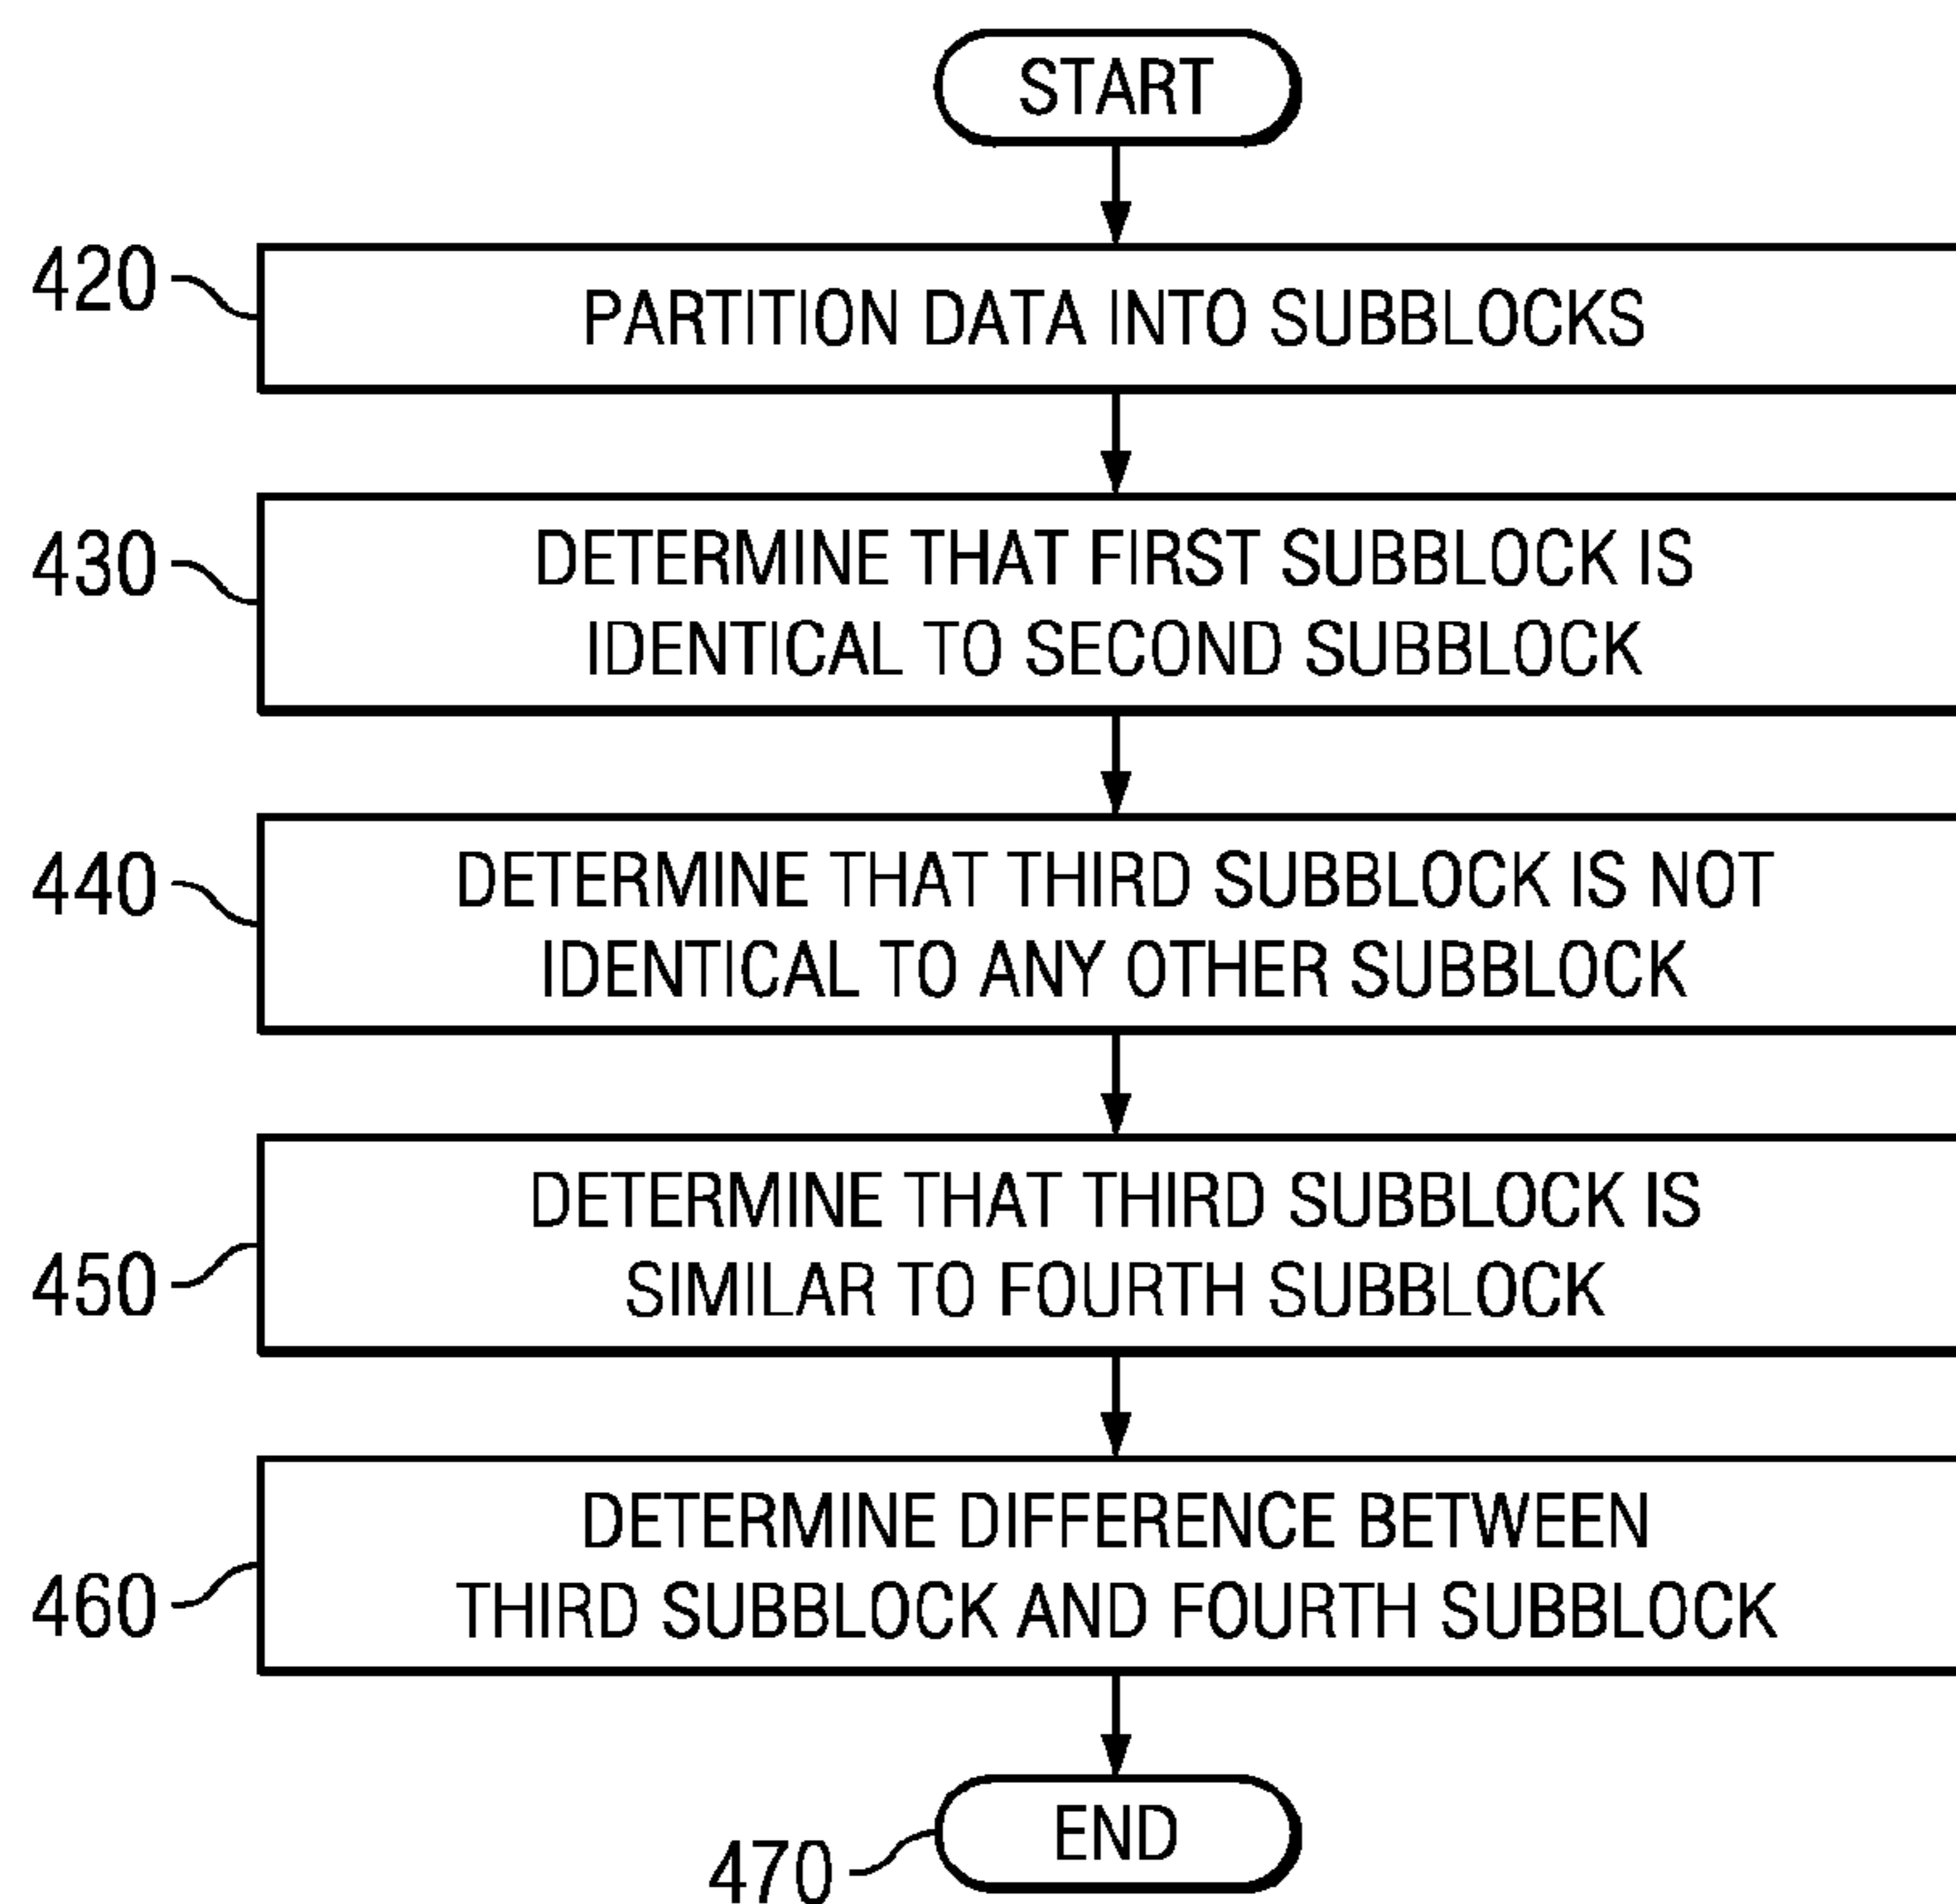 START
420
PARTITION DATA INTO SUBBLOCKS
430
DETERMINE THAT FIRST SUBBLOCK IS
IDENTICAL TO SECOND SUBBLOCK
440
DETERMINE THAT THIRD SUBBLOCK IS NOT
IDENTICAL TO ANY OTHER SUBBLOCK
450
DETERMINE THAT THIRD SUBBLOCK IS
SIMILAR TO FOURTH SUBBLOCK
460
DETERMINE DIFFERENCE BETWEEN
THIRD SUBBLOCK AND FOURTH SUBBLOCK
END
470